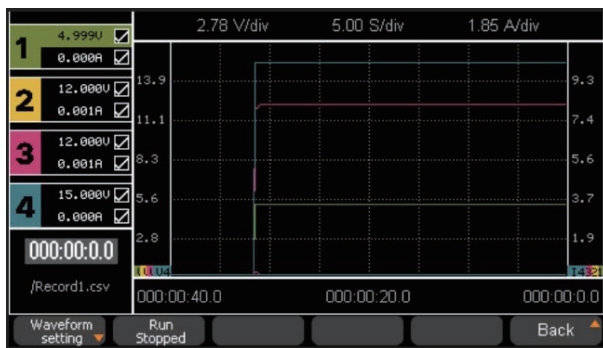 2.78 V/div 5.00 S/div 1.85 A/div
1 4.999V
0.000A
2 12.000V
0.001A
3 12.000V
0.001A
4 15.000V
0.000A
13.9
11.1
8.3
5.6
2.8
9.3
7.4
5.6
3.7
1.9
U4
I4321
000:00:0.0
/Record1.csv
000:00:40.0 000:00:20.0 000:00:0.0
Waveform setting
Run Stopped
Back